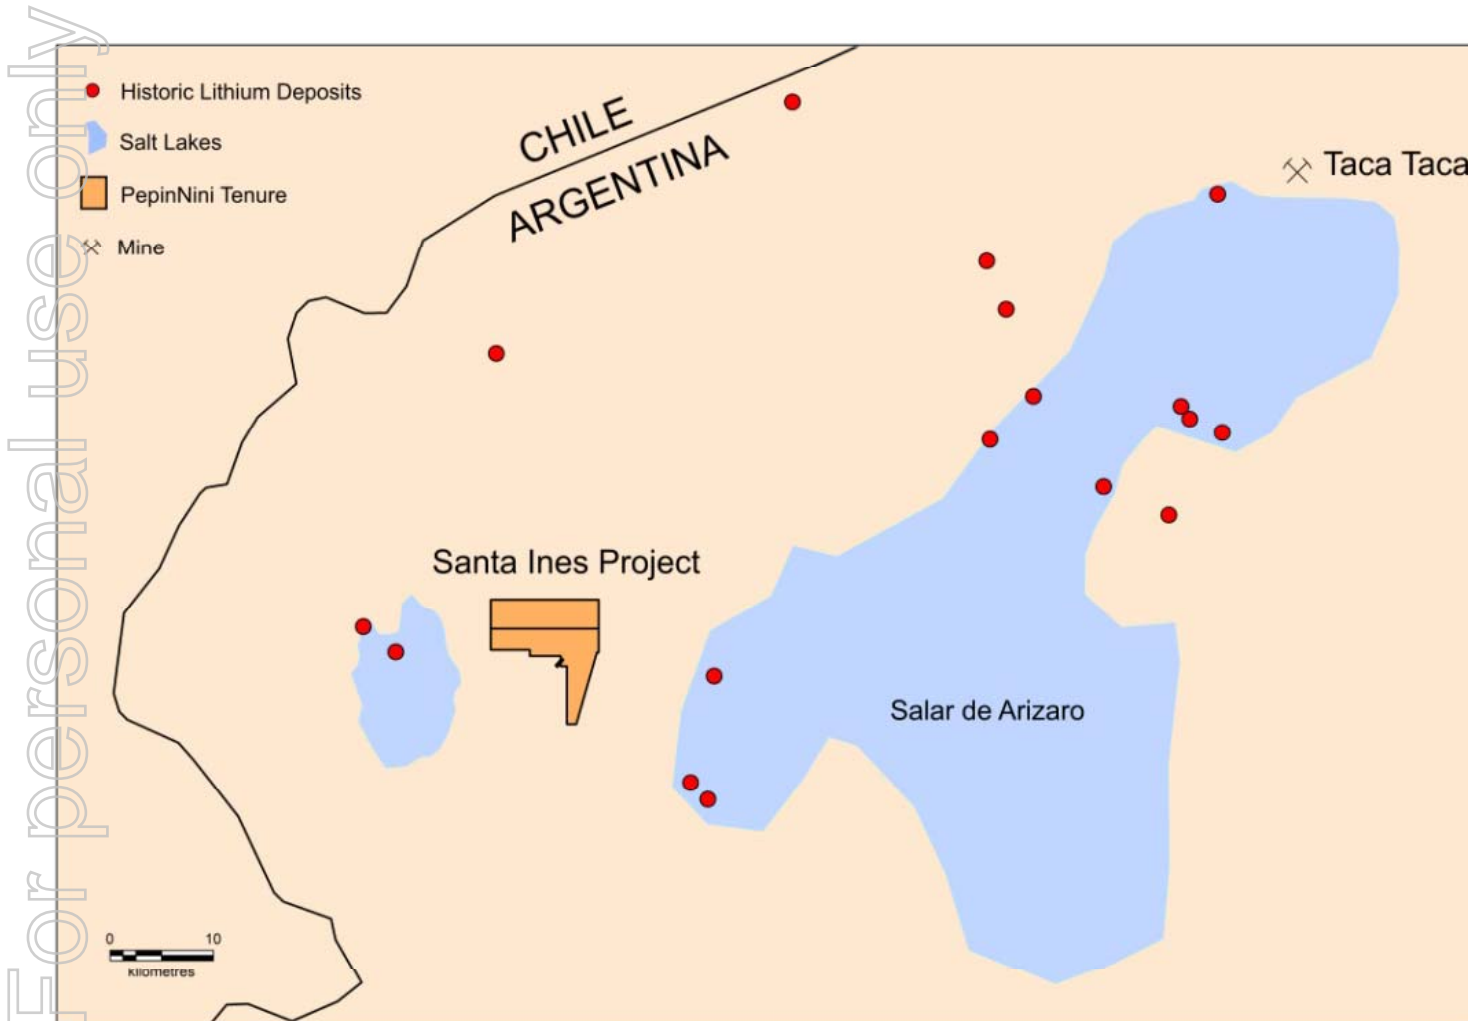 For personal use only
Historic Lithium Deposits
Salt Lakes
PepinNini Tenure
Mine
CHILE
ARGENTINA
Taca Taca
Santa Ines Project
Salar de Arizaro
0 10
kilometres